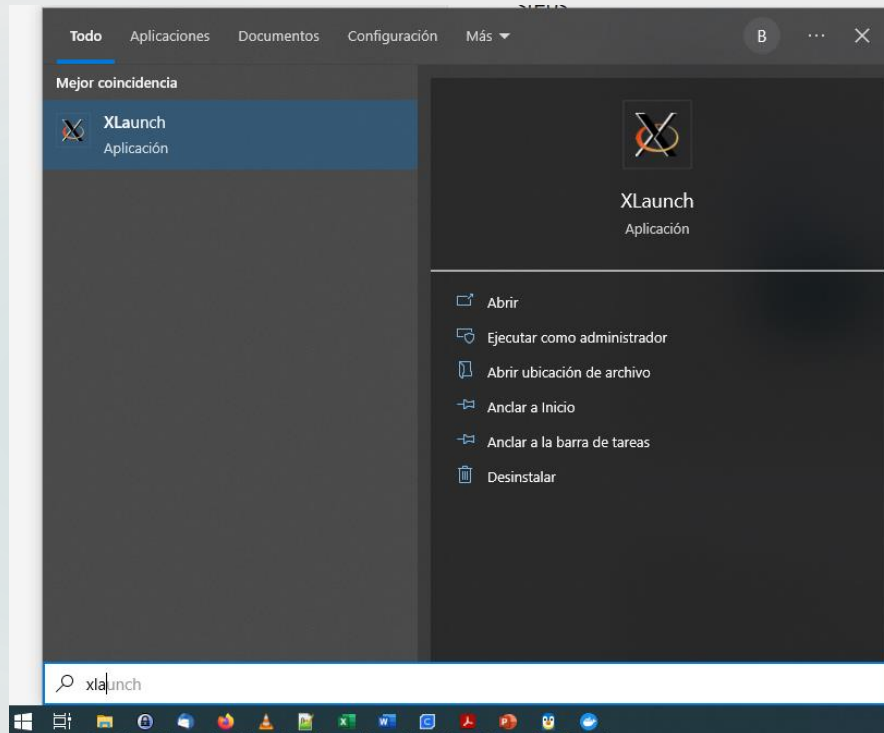 Todo Aplicaciones Documentos Configuración Más B
Mejor coincidencia
XLaunch
Aplicación
XLaunch
Aplicación
Abrir
Ejecutar como administrador
Abrir ubicación de archivo
Anclar a Inicio
Anclar a la barra de tareas
Desinstalar
xlaunch